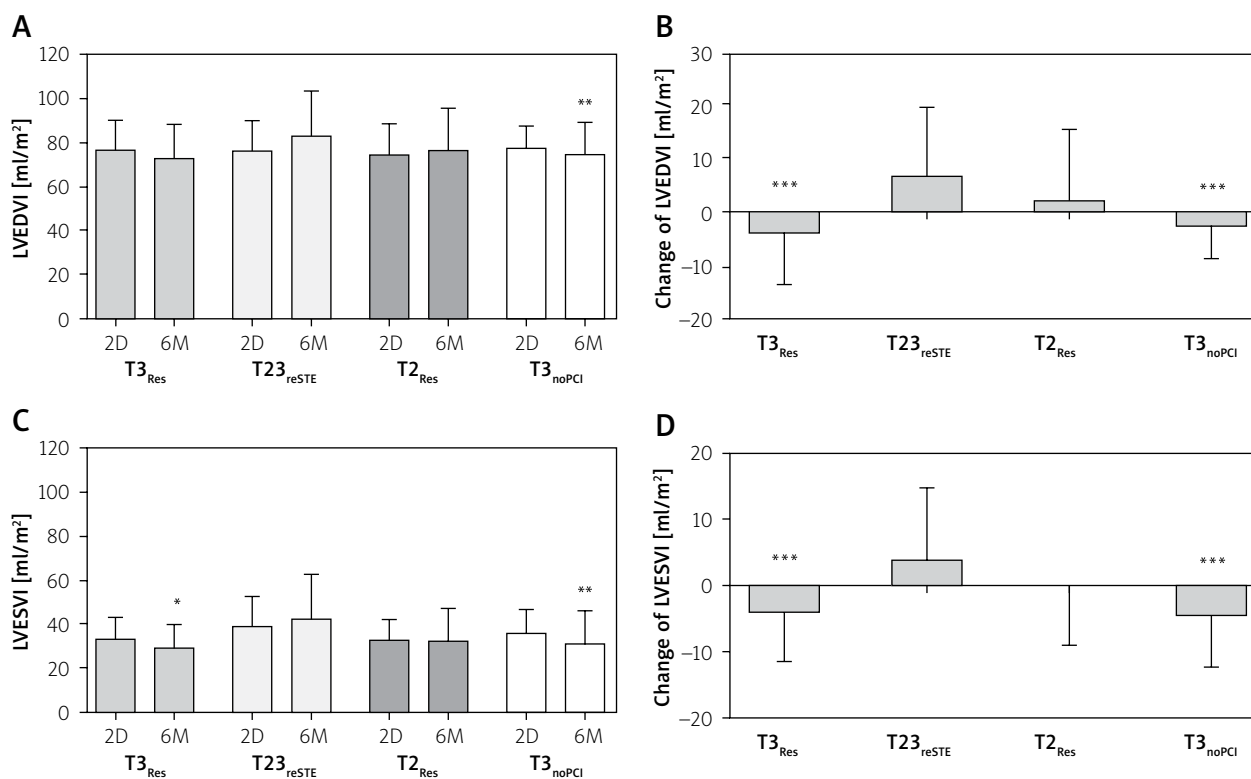 A
LVEDVI [ml/m²]
120
100
80
60
40
20
0
**
2D 6M 2D 6M 2D 6M 2D 6M
T3Res T23reSTE T2Res T3noPCI
B
Change of LVEDVI [ml/m²]
30
20
10
0
–10
–20
*** ***
T3Res T23reSTE T2Res T3noPCI
C
LVESVI [ml/m²]
120
100
80
60
40
20
0
* **
2D 6M 2D 6M 2D 6M 2D 6M
T3Res T23reSTE T2Res T3noPCI
D
Change of LVESVI [ml/m²]
20
10
0
–10
–20
*** ***
T3Res T23reSTE T2Res T3noPCI